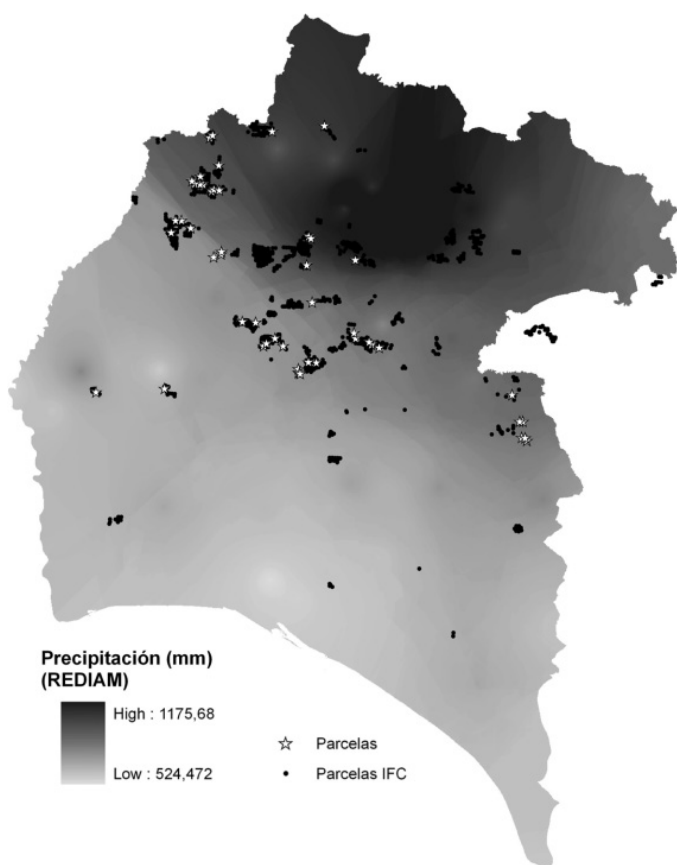 Precipitación (mm)
(REDIAM)
High : 1175,68
Low : 524,472
Parcelas
Parcelas IFC